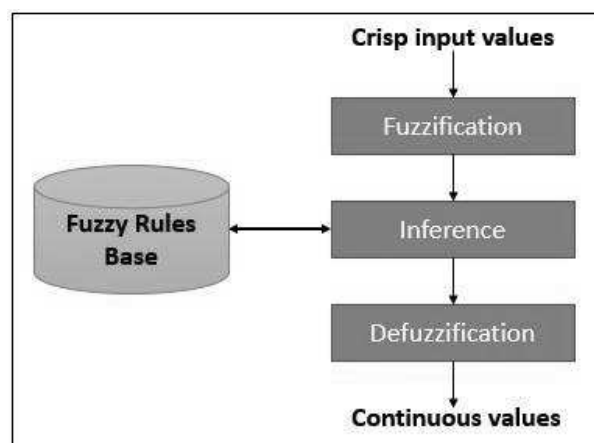 Crisp input values
Fuzzification
Fuzzy Rules
Base
Inference
Defuzzification
Continuous values